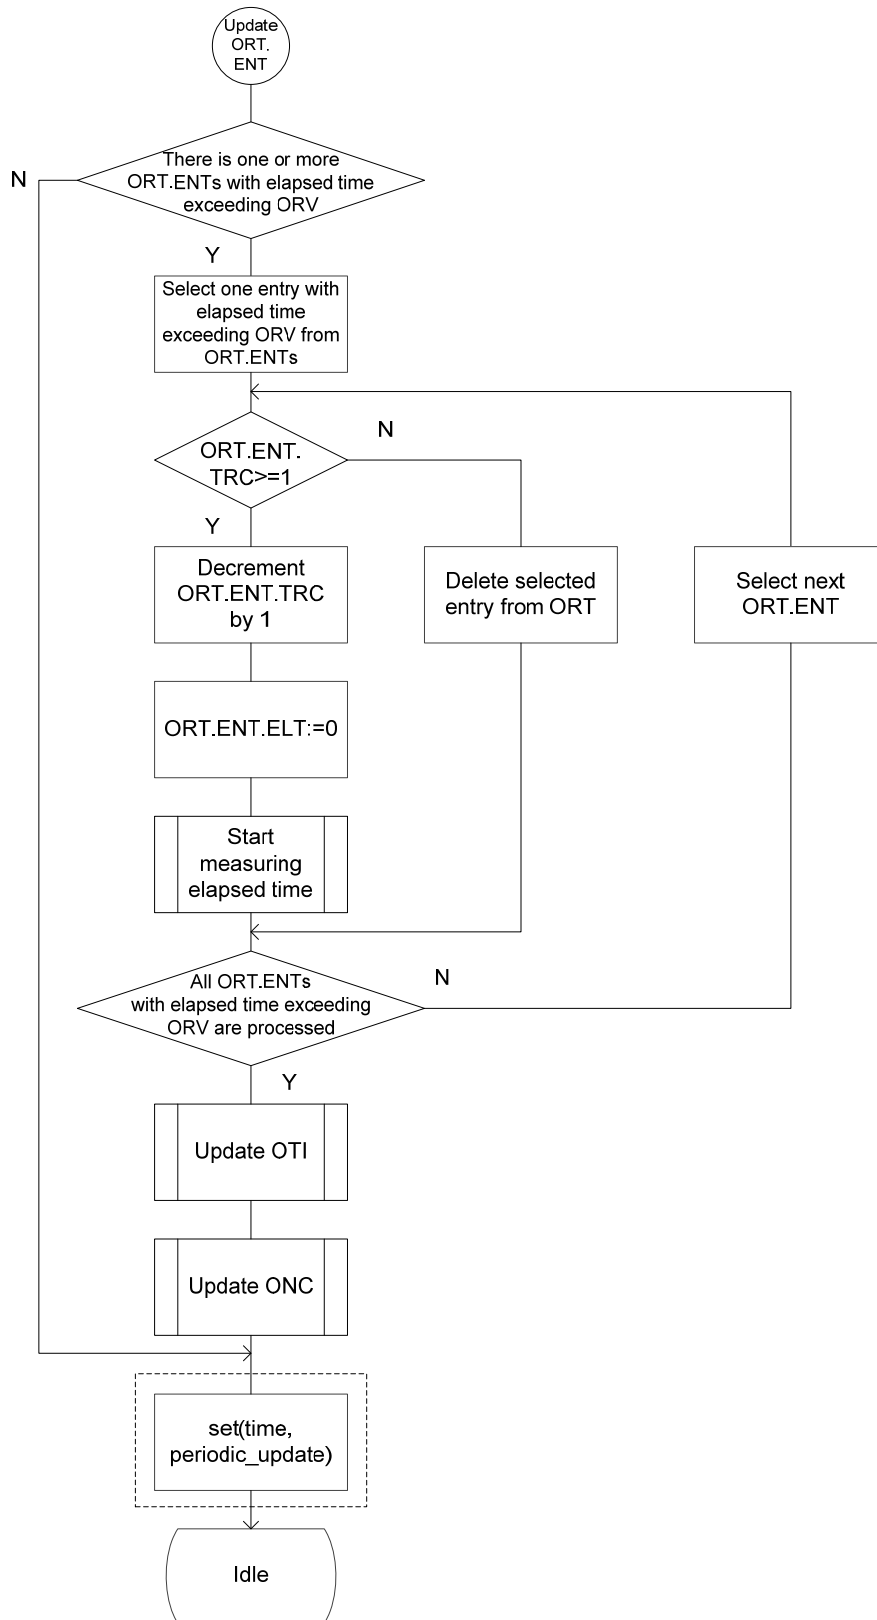 Update
ORT.
ENT
There is one or more
ORT.ENTs with elapsed time
exceeding ORV
N
Y
Select one entry with
elapsed time
exceeding ORV from
ORT.ENTs
ORT.ENT.
TRC>=1
N
Y
Decrement
ORT.ENT.TRC
by 1
Delete selected
entry from ORT
Select next
ORT.ENT
ORT.ENT.ELT:=0
Start
measuring
elapsed time
All ORT.ENTs
with elapsed time exceeding
ORV are processed
N
Y
Update OTI
Update ONC
set(time,
periodic_update)
Idle